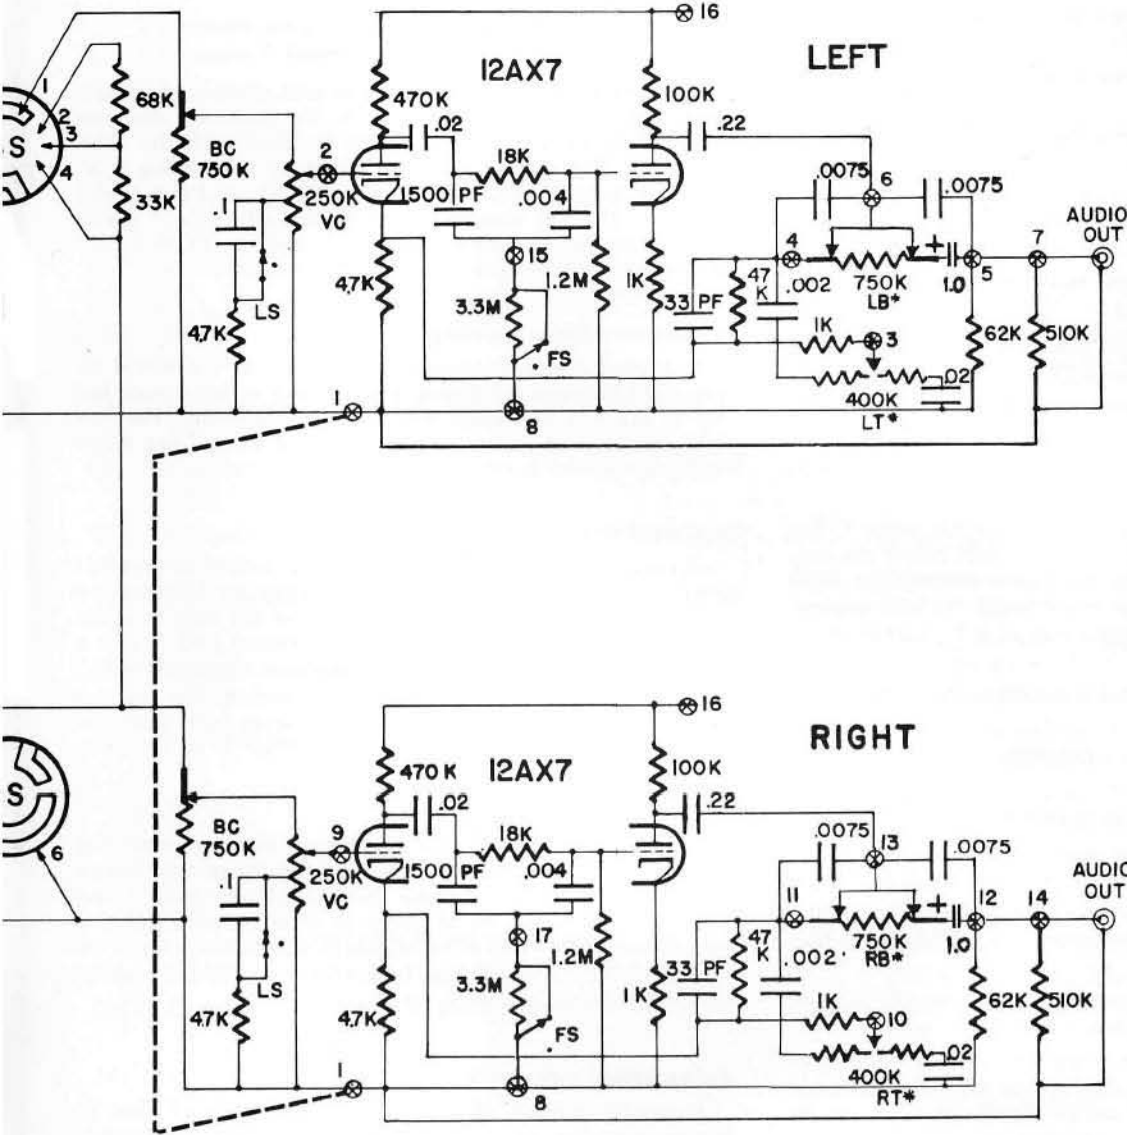 16
LEFT
12AX7
1
2
3
4
S
68K
33K
BC
750K
470K
.02
100K
.22
2
250K
VC
18K
1500 PF
.004
.0075
6
.0075
AUDIO
OUT
.1
LS
47K
4.7K
15
3.3M
FS
1.2M
1K
33 PF
47
K
4
.002
750K
LB*
+
1.0
5
7
1K
3
62K
510K
400K
LT*
.02
1
8
16
RIGHT
12AX7
S
6
BC
750K
470K
.02
100K
.22
9
250K
VC
18K
1500 PF
.004
.0075
13
.0075
AUDIO
OUT
.1
LS
4.7K
4.7K
17
3.3M
FS
1.2M
1K
33 PF
47
K
11
.002
750K
RB*
+
1.0
12
14
1K
10
62K
510K
400K
RT*
.02
1
8